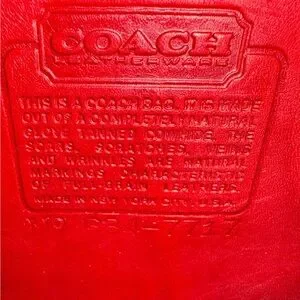 COACH
LEATHERWARE
THIS IS A COACH BAG. IT IS MADE
OUT OF A COMPLETELY NATURAL
GLOVE TANNED COWHIDE. THE
SCARS, SCRATCHES, VEINS
AND WRINKLES ARE NATURAL
MARKINGS CHARACTERISTIC
OF FULL-GRAIN LEATHERS.
MADE IN NEW YORK CITY, U.S.A.